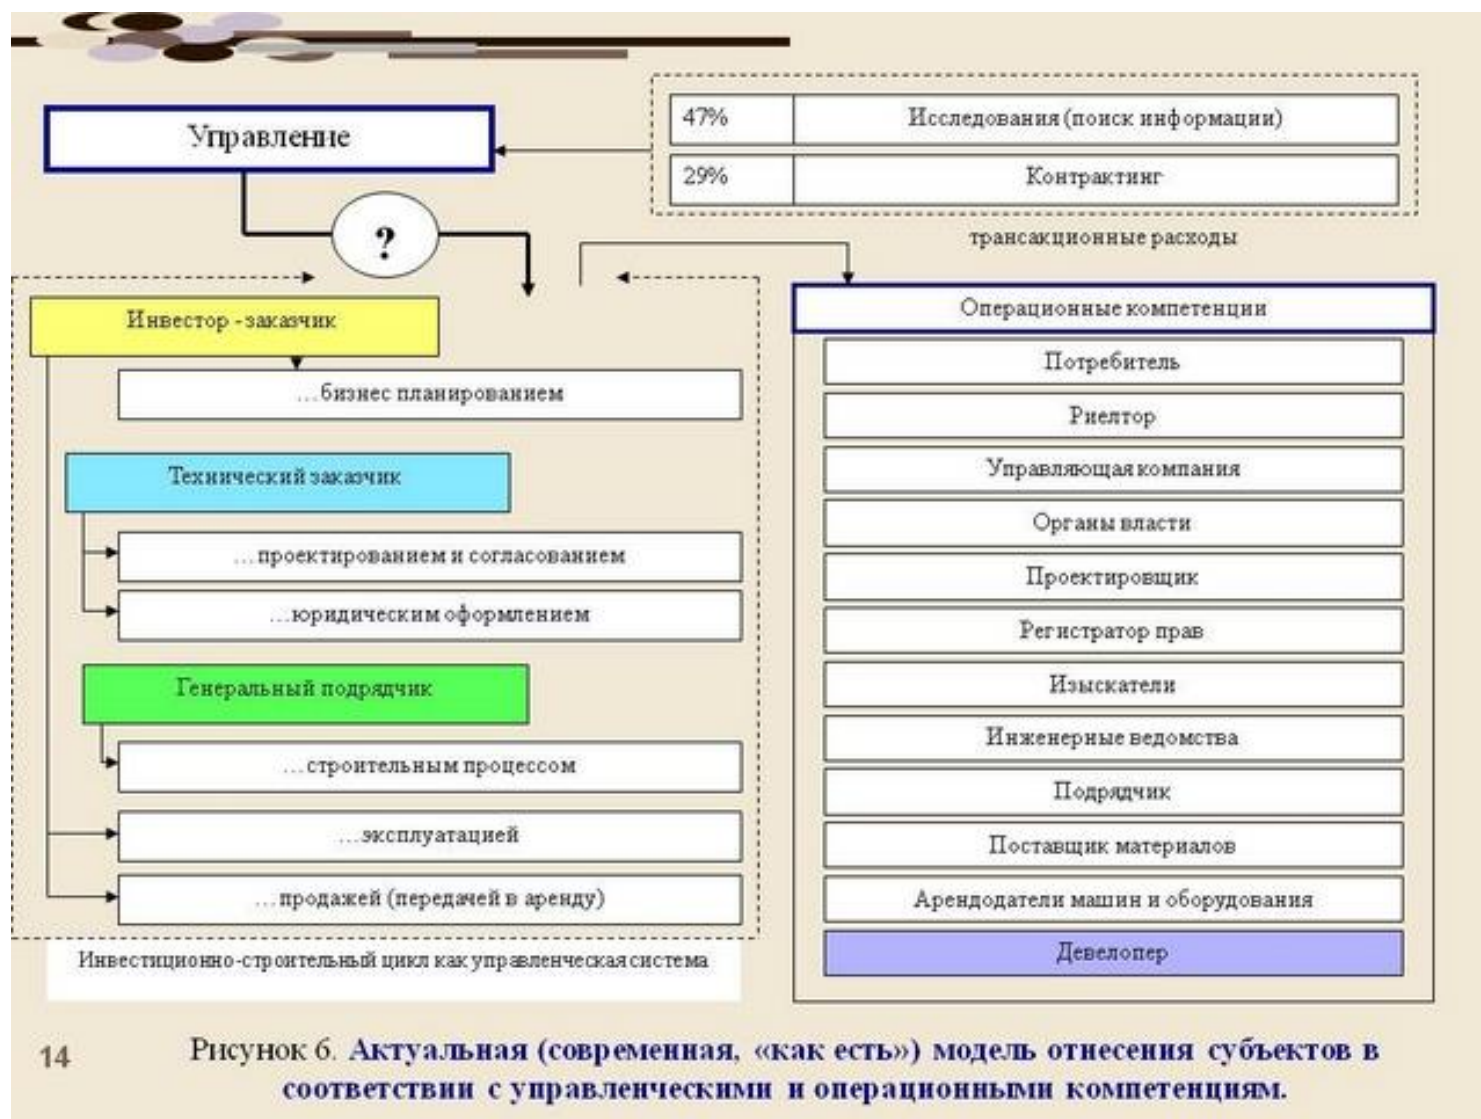 Управление
47% Исследования (поиск информации)
29% Контрактинг
трансакционные расходы
?
Инвестор - заказчик
…бизнес планированием
Технический заказчик
…проектированием и согласованием
…юридическим оформлением
Генеральный подрядчик
…строительным процессом
…эксплуатацией
…продажей (передачей в аренду)
Инвестиционно-строительный цикл как управленческая система
Операционные компетенции
Потребитель
Риелтор
Управляющая компания
Органы власти
Проектировщик
Регистратор прав
Изыскатели
Инженерные ведомства
Подрядчик
Поставщик материалов
Арендодатели машин и оборудования
Девелопер
14
Рисунок 6. Актуальная (современная, «как есть») модель отнесения субъектов в
соответствии с управленческими и операционными компетенциям.